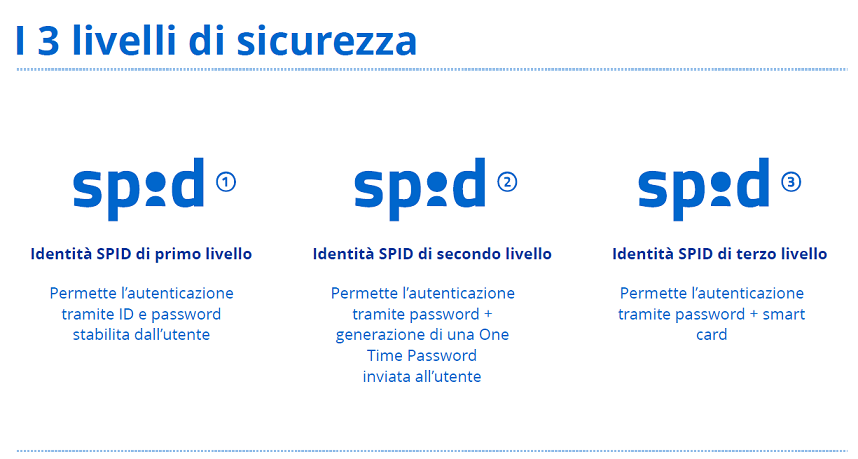 I 3 livelli di sicurezza
spid 1
Identità SPID di primo livello
Permette l’autenticazione
tramite ID e password
stabilita dall’utente
spid 2
Identità SPID di secondo livello
Permette l’autenticazione
tramite password +
generazione di una One
Time Password
inviata all’utente
spid 3
Identità SPID di terzo livello
Permette l’autenticazione
tramite password + smart
card